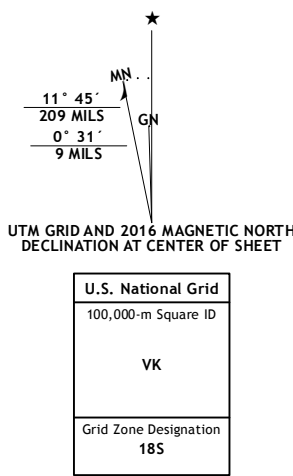 ★
MN
11° 45´
209 MILS
GN
0° 31´
9 MILS
UTM GRID AND 2016 MAGNETIC NORTH
DECLINATION AT CENTER OF SHEET
U.S. National Grid
100,000-m Square ID
VK
Grid Zone Designation
18S